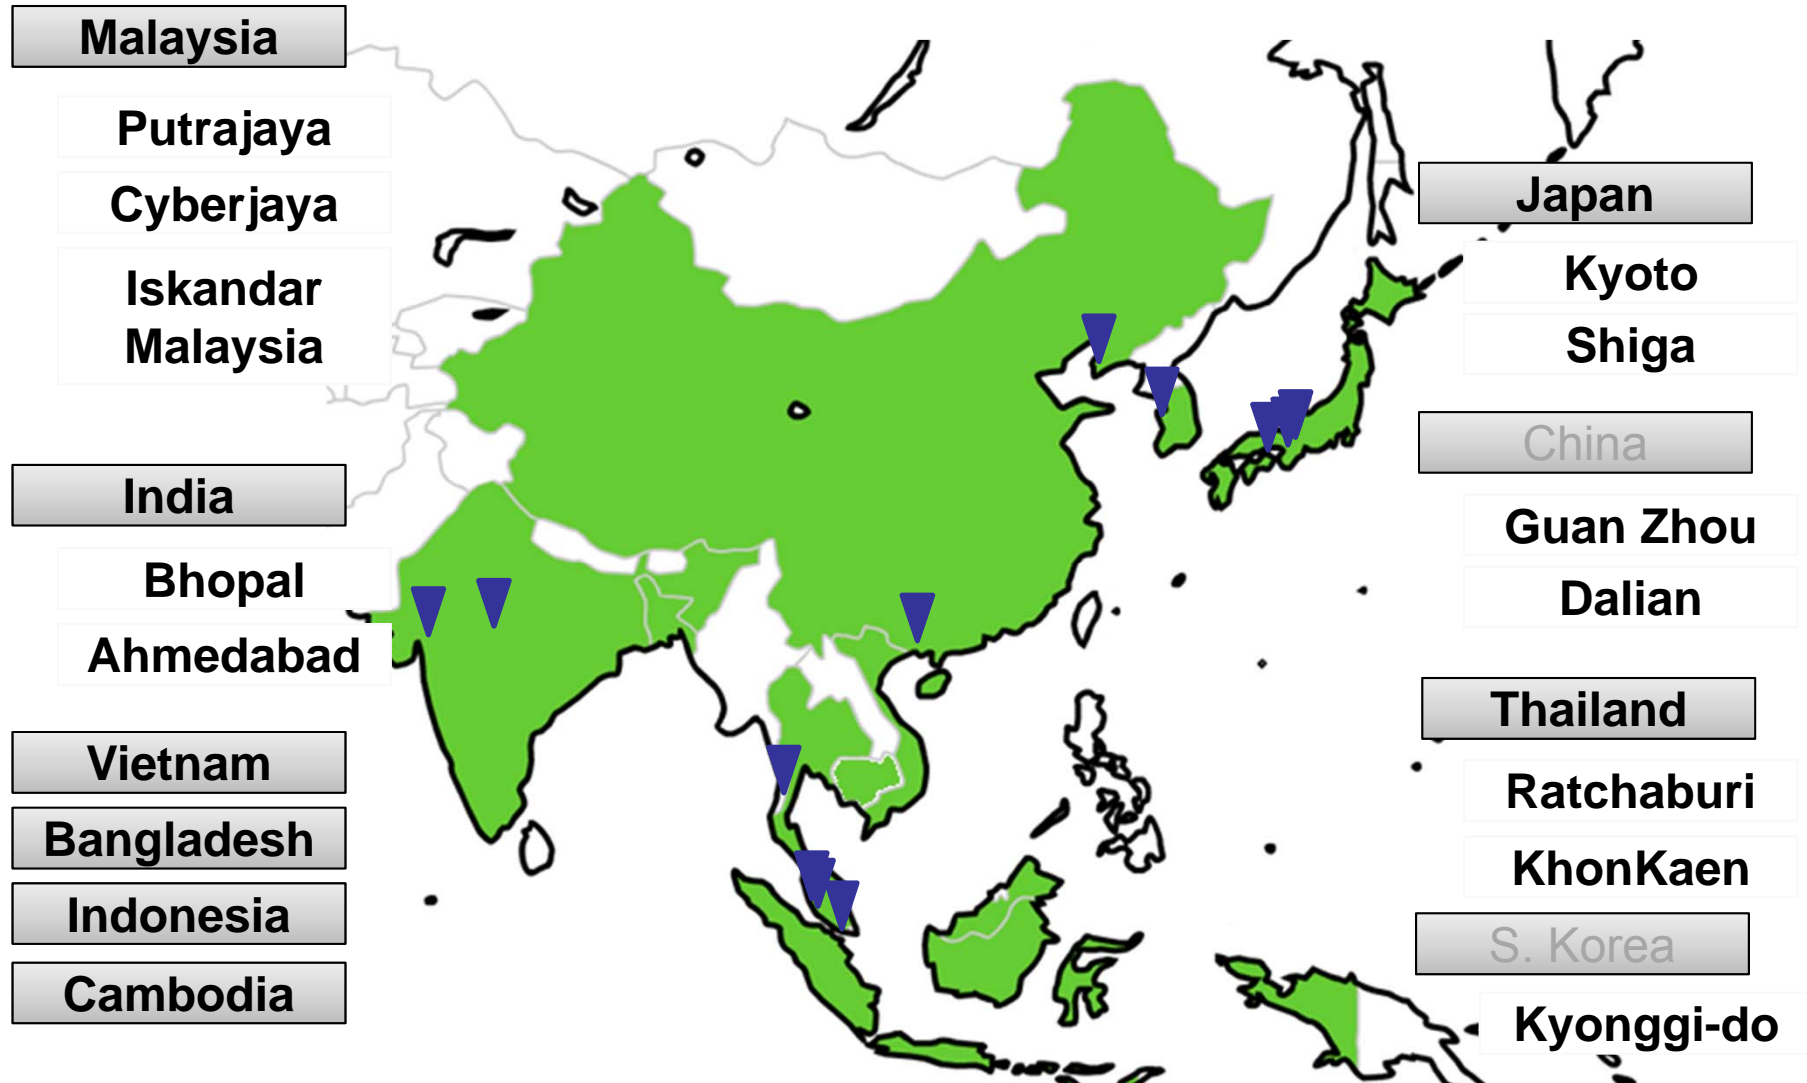 Malaysia
Putrajaya
Cyberjaya
Iskandar
Malaysia
India
Bhopal
Ahmedabad
Vietnam
Bangladesh
Indonesia
Cambodia
Japan
Kyoto
Shiga
China
Guan Zhou
Dalian
Thailand
Ratchaburi
KhonKaen
S. Korea
Kyonggi-do